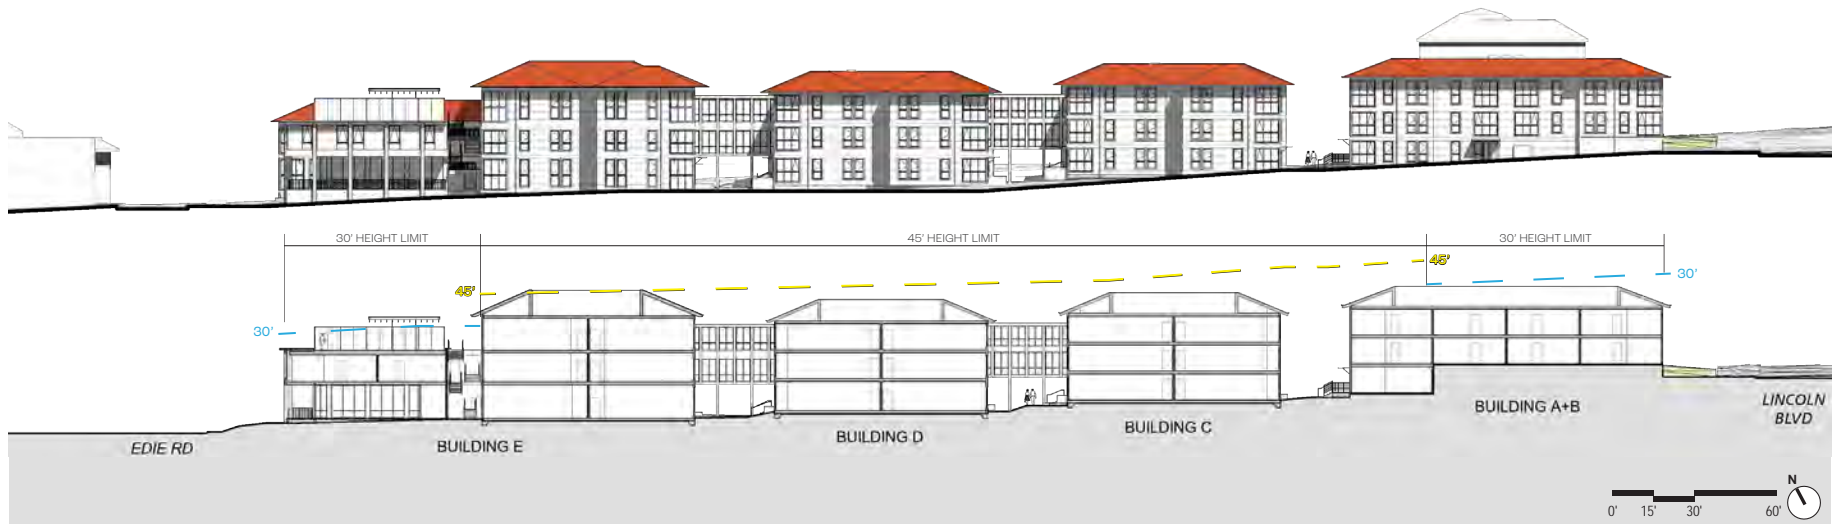 30' HEIGHT LIMIT
45' HEIGHT LIMIT
30' HEIGHT LIMIT
45'
45'
30'
30'
EDIE RD
BUILDING E
BUILDING D
BUILDING C
BUILDING A+B
LINCOLN
BLVD
N
0' 15' 30' 60'